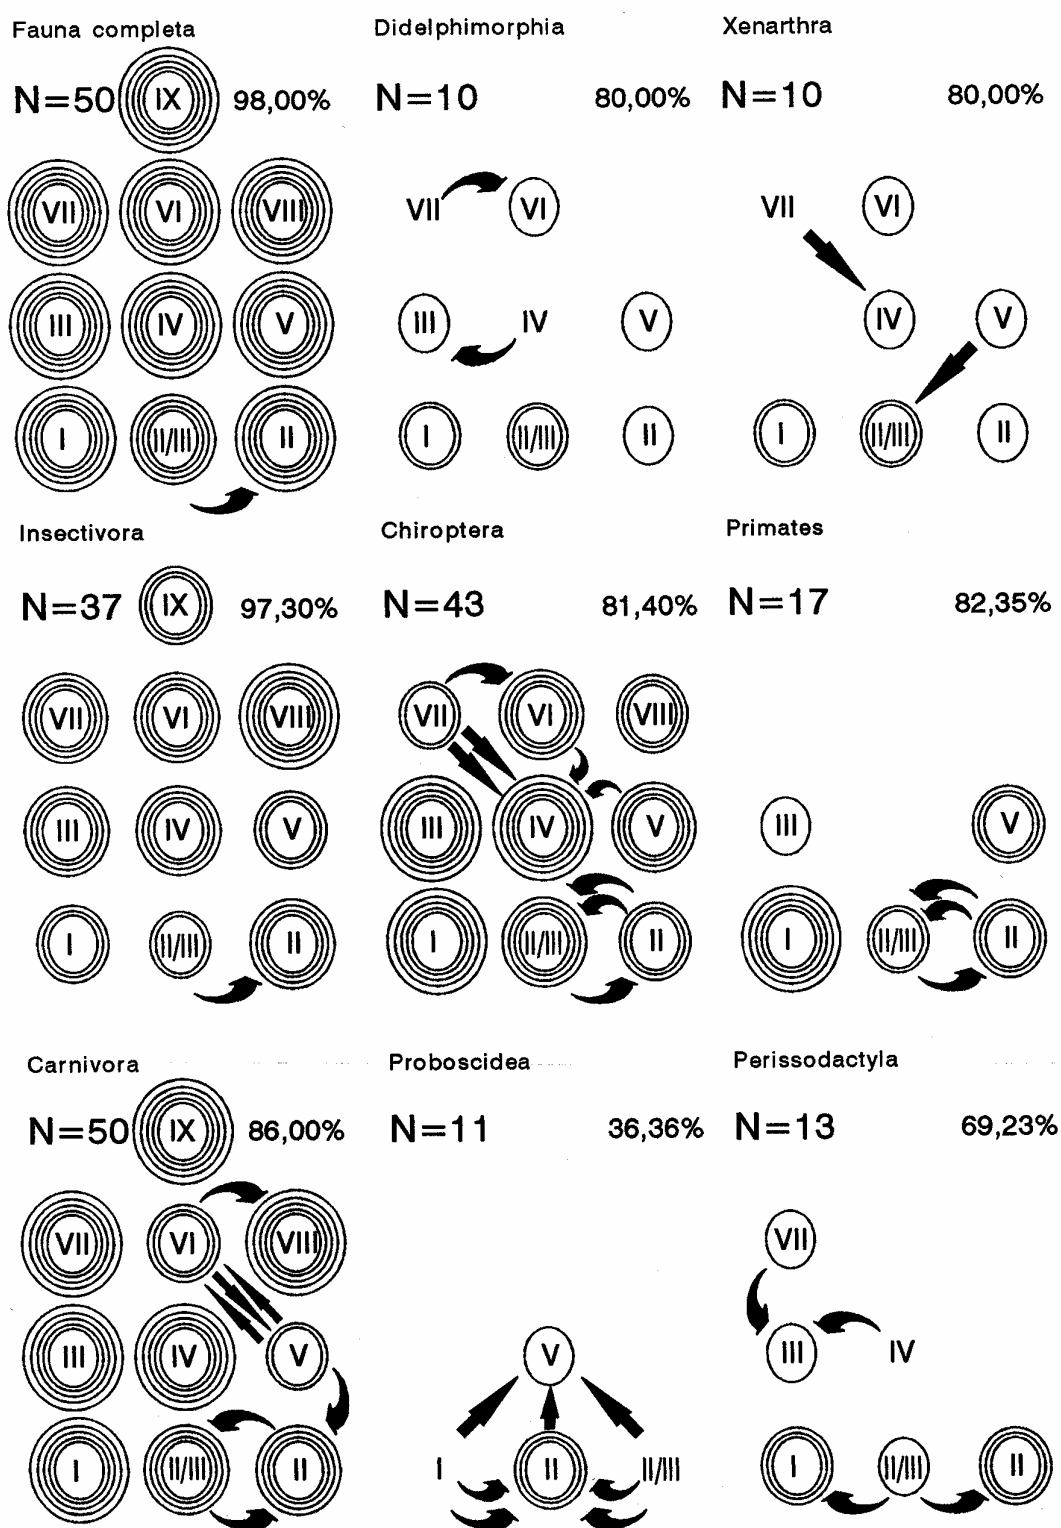 Fauna completa
N=50 IX 98,00%
VII VI VIII
III IV V
I II/III II
Didelphimorphia
N=10 80,00%
VII VI
III IV V
I II/III II
Xenarthra
N=10 80,00%
VII VI
IV V
I II/III II
Insectivora
N=37 IX 97,30%
VII VI VIII
III IV V
I II/III II
Chiroptera
N=43 81,40%
VII VI VIII
III IV V
I II/III II
Primates
N=17 82,35%
III V
I II/III II
Carnivora
N=50 IX 86,00%
VII VI VIII
III IV V
I II/III II
Proboscidea
N=11 36,36%
V
I II II/III
Perissodactyla
N=13 69,23%
VII
III IV
I II/III II